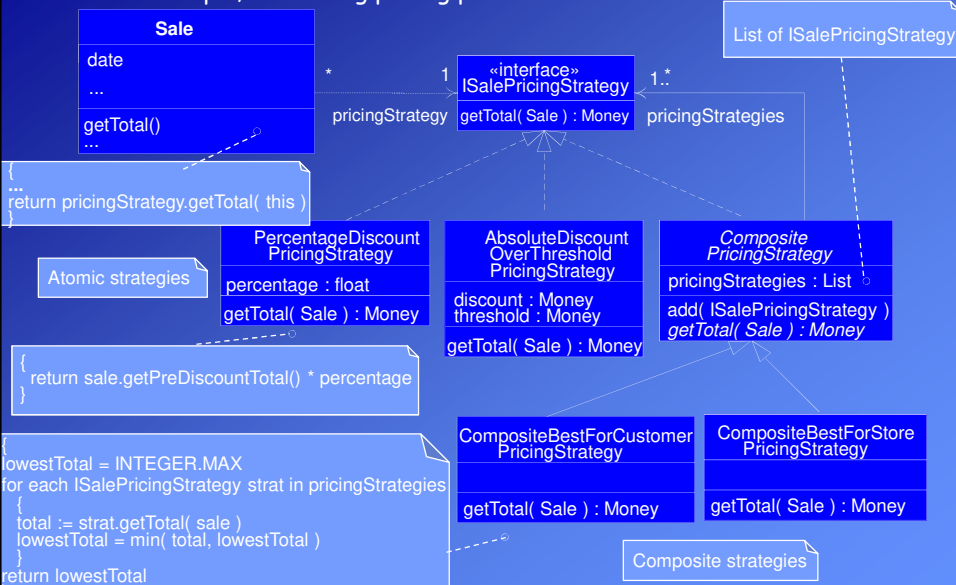 Sale
date
...
getTotal()
...
{
...
return pricingStrategy.getTotal( this )
}
*
1
pricingStrategy
«interface»
ISalePricingStrategy
getTotal( Sale ) : Money
1..*
pricingStrategies
List of ISalePricingStrategy
Atomic strategies
PercentageDiscount
PricingStrategy
percentage : float
getTotal( Sale ) : Money
AbsoluteDiscount
OverThreshold
PricingStrategy
discount : Money
threshold : Money
getTotal( Sale ) : Money
Composite
PricingStrategy
pricingStrategies : List
add( ISalePricingStrategy )
getTotal( Sale ) : Money
{
return sale.getPreDiscountTotal() * percentage
}
{
lowestTotal = INTEGER.MAX
for each ISalePricingStrategy strat in pricingStrategies
{
total := strat.getTotal( sale )
lowestTotal = min( total, lowestTotal )
}
return lowestTotal
CompositeBestForCustomer
PricingStrategy
getTotal( Sale ) : Money
CompositeBestForStore
PricingStrategy
getTotal( Sale ) : Money
Composite strategies